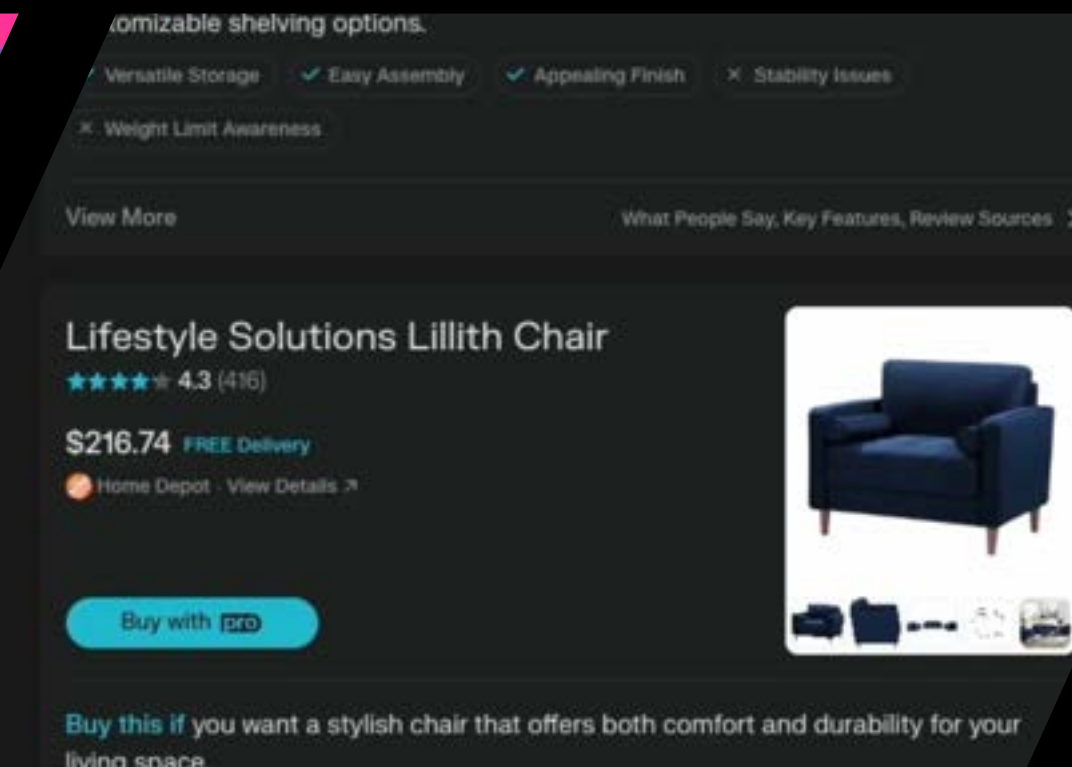 tomizable shelving options.
Versatile Storage Easy Assembly Appealing Finish Stability Issues
Weight Limit Awareness
View More What People Say, Key Features, Review Sources
Lifestyle Solutions Lillith Chair
4.3 (416)
$216.74 FREE Delivery
Home Depot · View Details
Buy with pro
Buy this if you want a stylish chair that offers both comfort and durability for your
living space